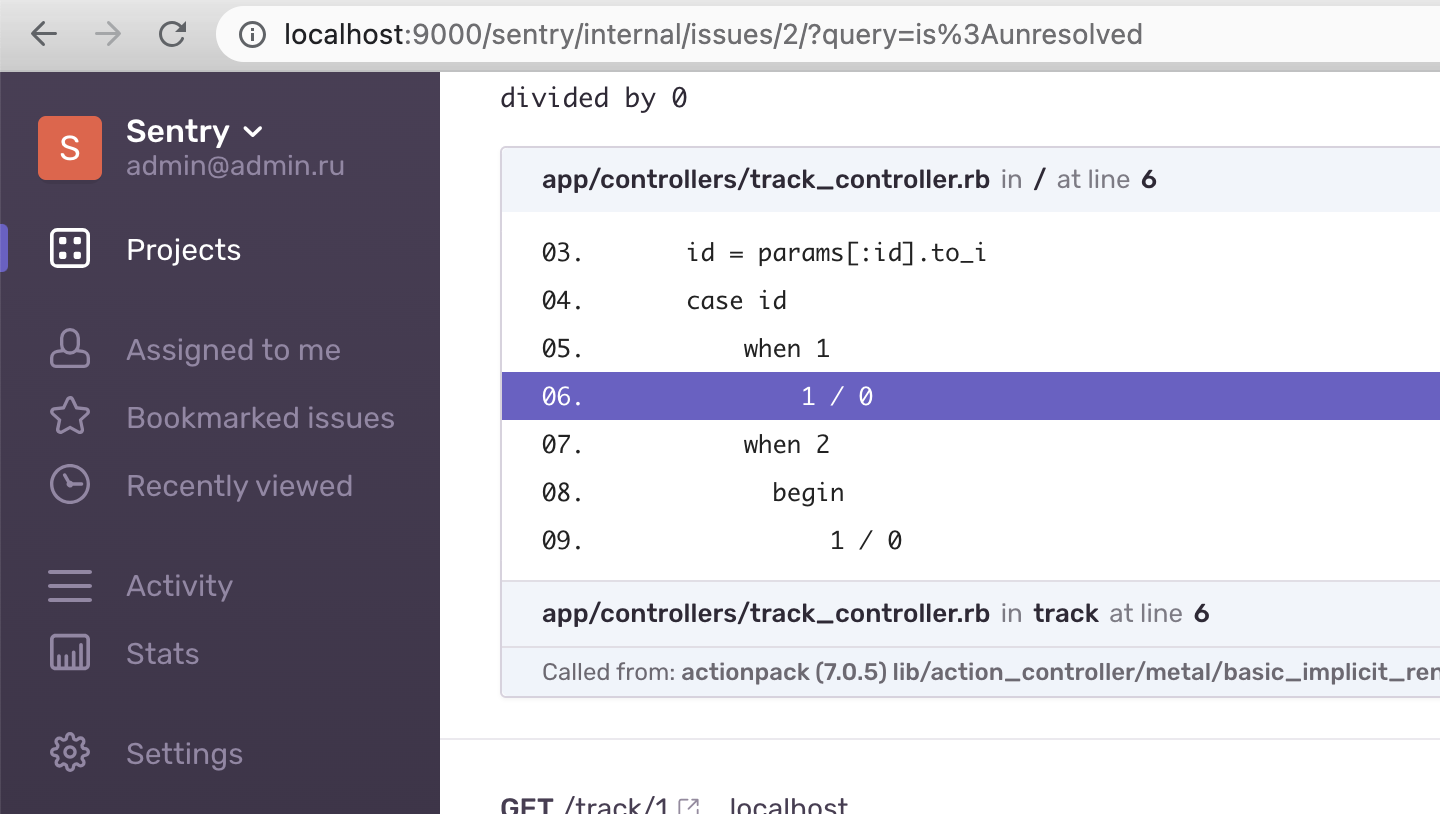 localhost:9000/sentry/internal/issues/2/?query=is%3Aunresolved
S
Sentry
admin@admin.ru
Projects
Assigned to me
Bookmarked issues
Recently viewed
Activity
Stats
Settings
divided by 0
app/controllers/track_controller.rb in / at line 6
03. id = params[:id].to_i
04. case id
05. when 1
06. 1 / 0
07. when 2
08. begin
09. 1 / 0
app/controllers/track_controller.rb in track at line 6
Called from: actionpack (7.0.5) lib/action_controller/metal/basic_implicit_ren
GET /track/1 localhost